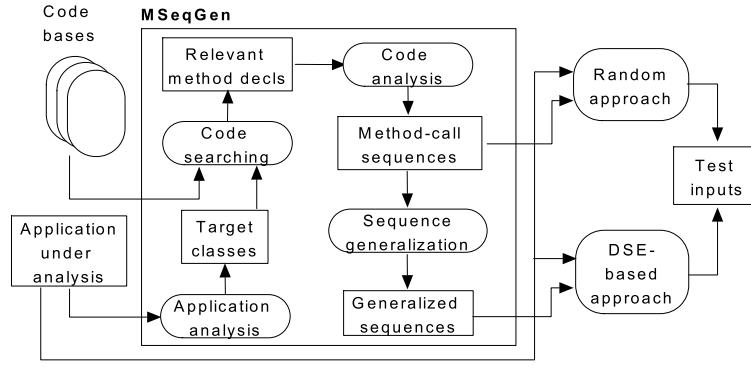 Code
bases
MSeqGen
Relevant
method decls
Code
analysis
Random
approach
Code
searching
Method-call
sequences
Test
inputs
Application
under
analysis
Target
classes
Sequence
generalization
DSE-
based
approach
Application
analysis
Generalized
sequences